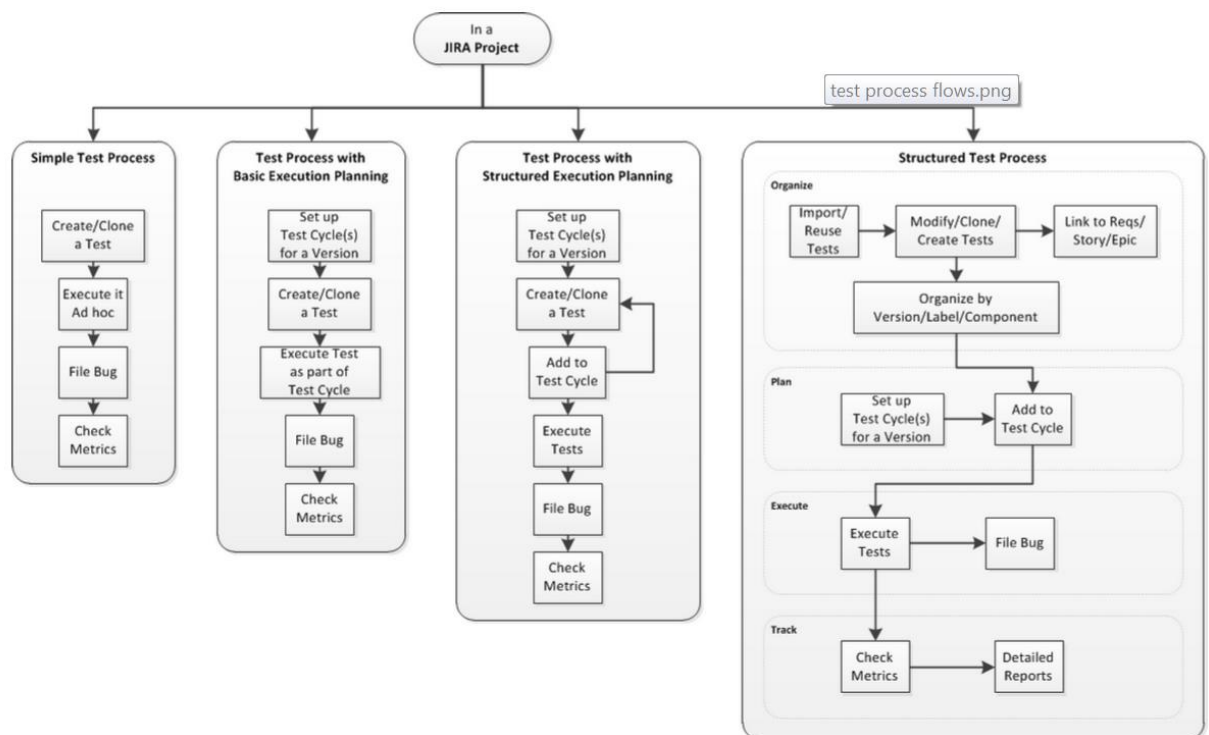 In a
JIRA Project
test process flows.png
Simple Test Process
Create/Clone
a Test
Execute it
Ad hoc
File Bug
Check
Metrics
Test Process with
Basic Execution Planning
Set up
Test Cycle(s)
for a Version
Create/Clone
a Test
Execute Test
as part of
Test Cycle
File Bug
Check
Metrics
Test Process with
Structured Execution Planning
Set up
Test Cycle(s)
for a Version
Create/Clone
a Test
Add to
Test Cycle
Execute
Tests
File Bug
Check
Metrics
Structured Test Process
Organize
Import/
Reuse
Tests
Modify/Clone/
Create Tests
Link to Reqs/
Story/Epic
Organize by
Version/Label/Component
Plan
Set up
Test Cycle(s)
for a Version
Add to
Test Cycle
Execute
Execute
Tests
File Bug
Track
Check
Metrics
Detailed
Reports